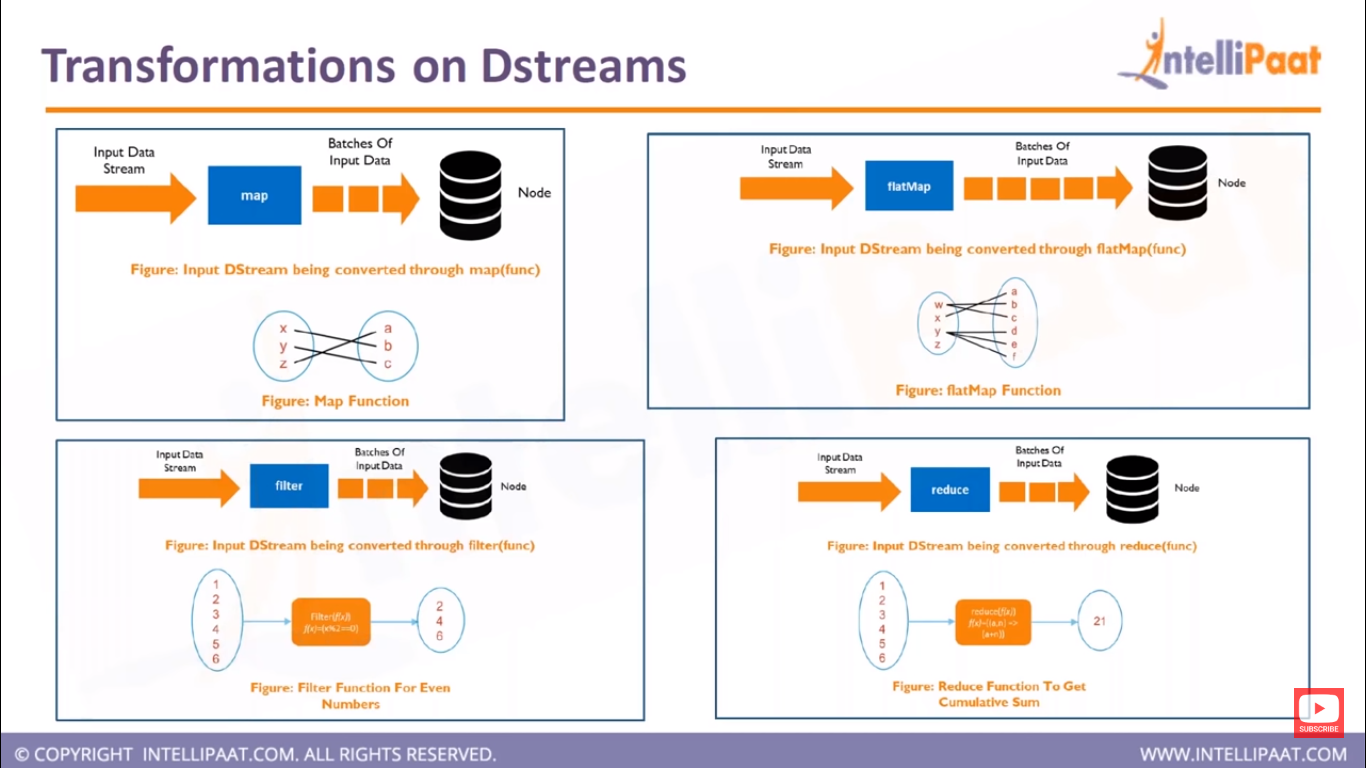 Transformations on Dstreams
IntelliPaat
Input Data
Stream
map
Batches Of
Input Data
Node
Figure: Input DStream being converted through map(func)
x
y
z
a
b
c
Figure: Map Function
Input Data
Stream
flatMap
Batches Of
Input Data
Node
Figure: Input DStream being converted through flatMap(func)
w
x
y
z
a
b
c
d
e
f
Figure: flatMap Function
Input Data
Stream
filter
Batches Of
Input Data
Node
Figure: Input DStream being converted through filter(func)
1
2
3
4
5
6
Filter(f(x))
f(x)=(x%2==0)
2
4
6
Figure: Filter Function For Even
Numbers
Input Data
Stream
reduce
Batches Of
Input Data
Node
Figure: Input DStream being converted through reduce(func)
1
2
3
4
5
6
reduce(f(x))
f(x)=((a,n) =>
(a+n))
21
Figure: Reduce Function To Get
Cumulative Sum
SUBSCRIBE
© COPYRIGHT INTELLIPAAT.COM. ALL RIGHTS RESERVED.
WWW.INTELLIPAAT.COM